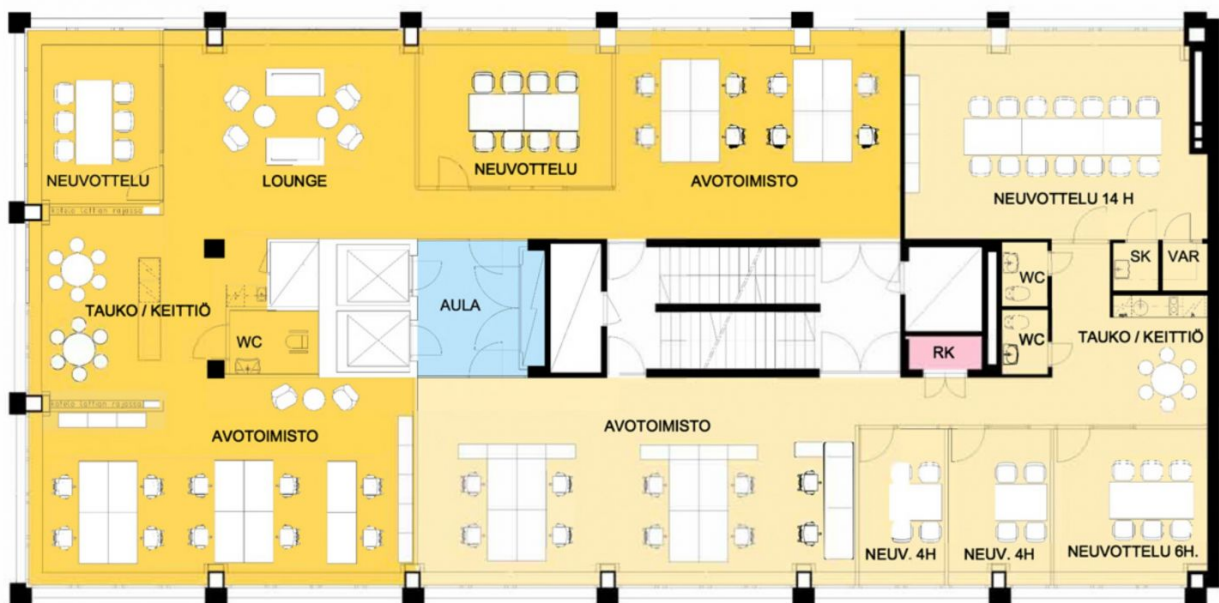 NEUVOTTELU
LOUNGE
NEUVOTTELU
AVOTOIMISTO
NEUVOTTELU 14 H
SK
VAR
WC
AULA
TAUKO / KEITTIÖ
WC
WC
RK
TAUKO / KEITTIÖ
AVOTOIMISTO
AVOTOIMISTO
NEUV. 4H
NEUV. 4H
NEUVOTTELU 6H.